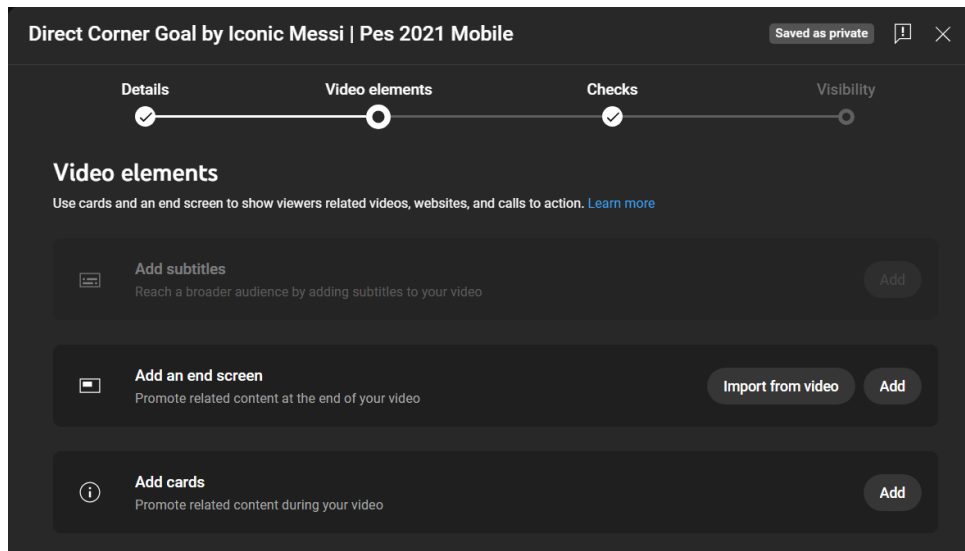 Direct Corner Goal by Iconic Messi | Pes 2021 Mobile
Saved as private
Details
Video elements
Checks
Visibility
Video elements
Use cards and an end screen to show viewers related videos, websites, and calls to action. Learn more
Add subtitles
Reach a broader audience by adding subtitles to your video
Add
Add an end screen
Promote related content at the end of your video
Import from video
Add
Add cards
Promote related content during your video
Add